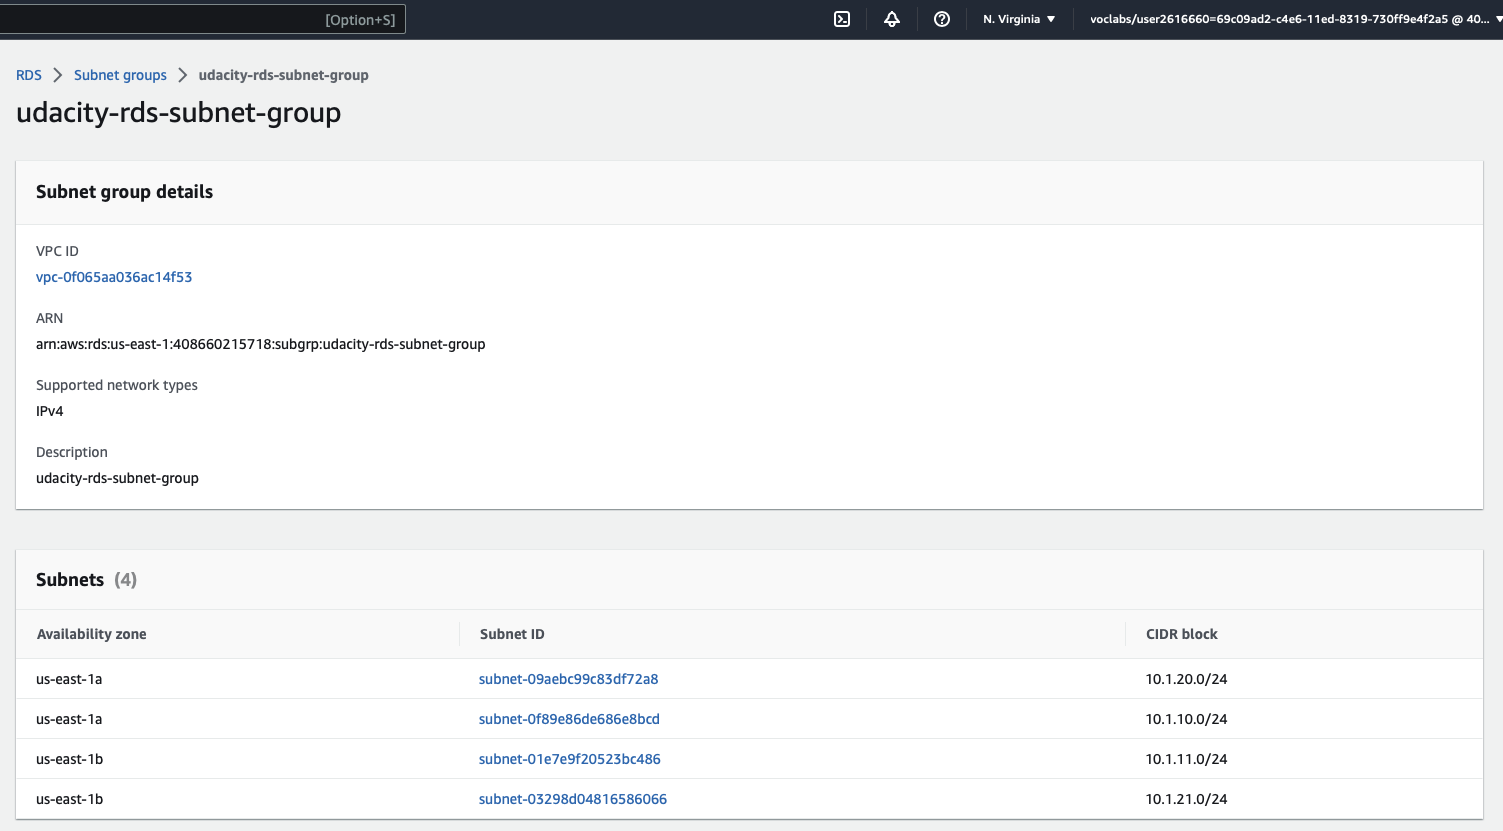 [Option+S]
N. Virginia
voclabs/user2616660=69c09ad2-c4e6-11ed-8319-730ff9e4f2a5 @ 40...
RDS Subnet groups udacity-rds-subnet-group
udacity-rds-subnet-group
Subnet group details
VPC ID
vpc-0f065aa036ac14f53
ARN
arn:aws:rds:us-east-1:408660215718:subgrp:udacity-rds-subnet-group
Supported network types
IPv4
Description
udacity-rds-subnet-group
Subnets (4)
Availability zone Subnet ID CIDR block
us-east-1a subnet-09aebc99c83df72a8 10.1.20.0/24
us-east-1a subnet-0f89e86de686e8bcd 10.1.10.0/24
us-east-1b subnet-01e7e9f20523bc486 10.1.11.0/24
us-east-1b subnet-03298d04816586066 10.1.21.0/24